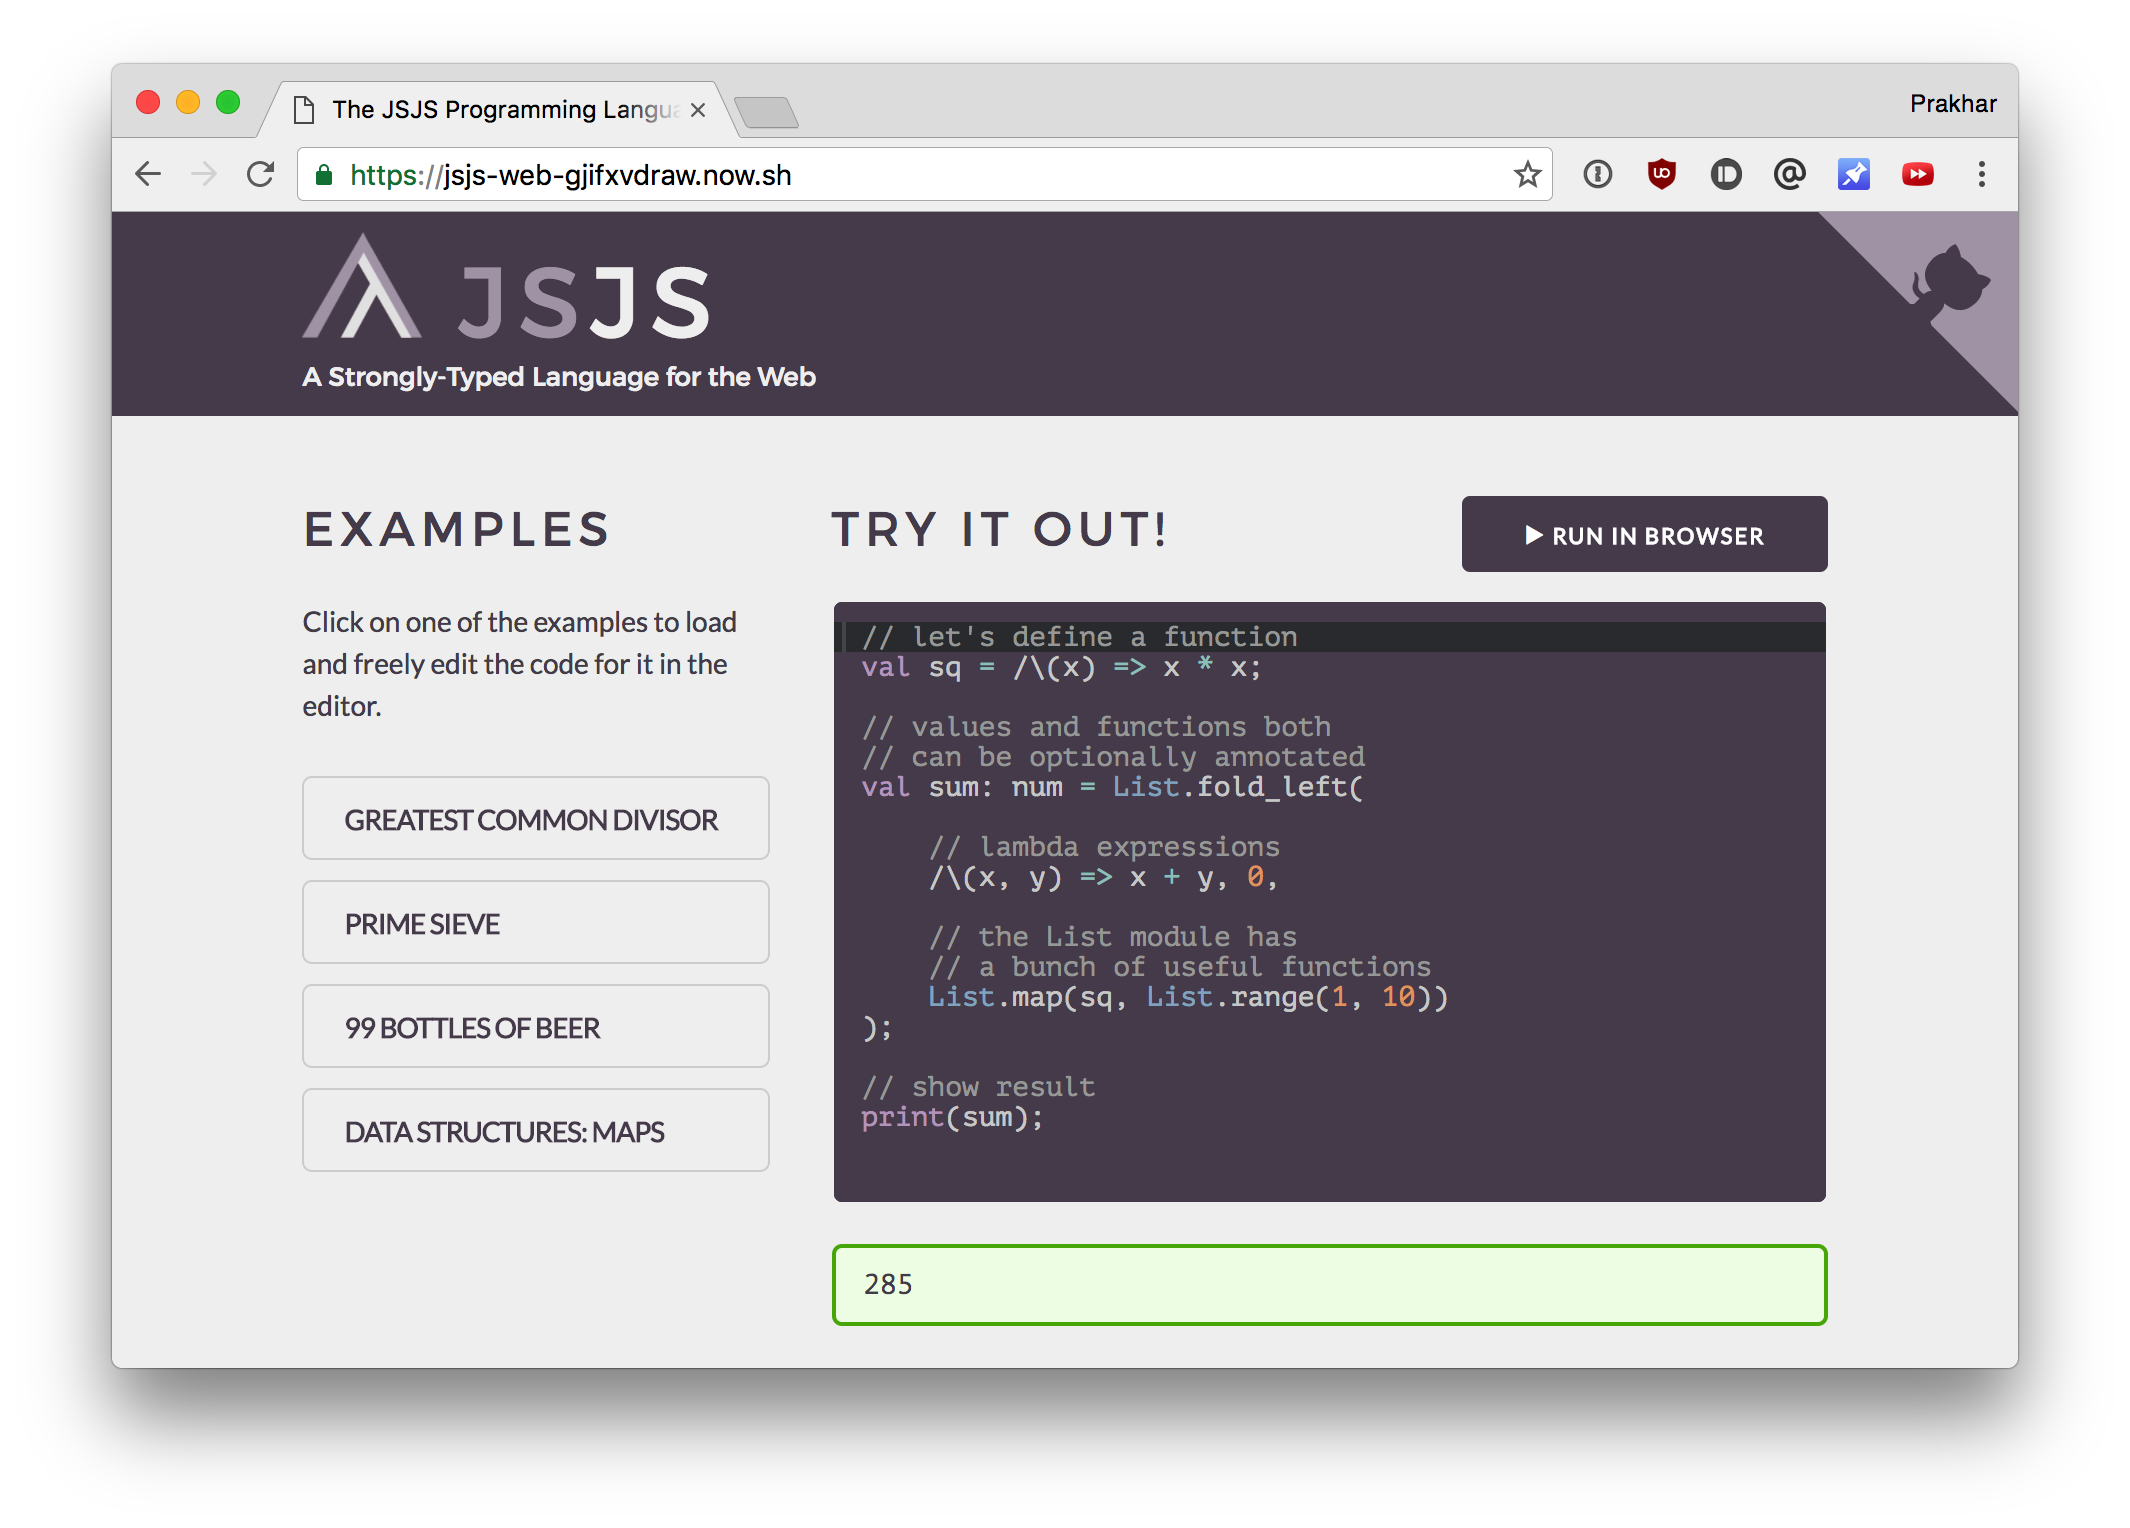 The JSJS Programming Langua
Prakhar
https://jsjs-web-gjifxvdraw.now.sh
JSJS
A Strongly-Typed Language for the Web
EXAMPLES
Click on one of the examples to load
and freely edit the code for it in the
editor.
GREATEST COMMON DIVISOR
PRIME SIEVE
99 BOTTLES OF BEER
DATA STRUCTURES: MAPS
TRY IT OUT!
RUN IN BROWSER
// let's define a function
val sq = /\(x) => x * x;
// values and functions both
// can be optionally annotated
val sum: num = List.fold_left(
// lambda expressions
/\(x, y) => x + y, 0,
// the List module has
// a bunch of useful functions
List.map(sq, List.range(1, 10))
);
// show result
print(sum);
285